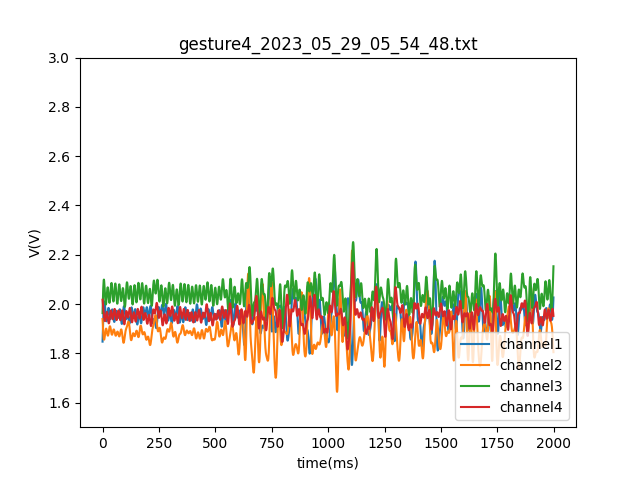 gesture4_2023_05_29_05_54_48.txt
3.0
2.8
2.6
2.4
2.2
2.0
1.8
1.6
V(V)
channel1
channel2
channel3
channel4
0 250 500 750 1000 1250 1500 1750 2000
time(ms)